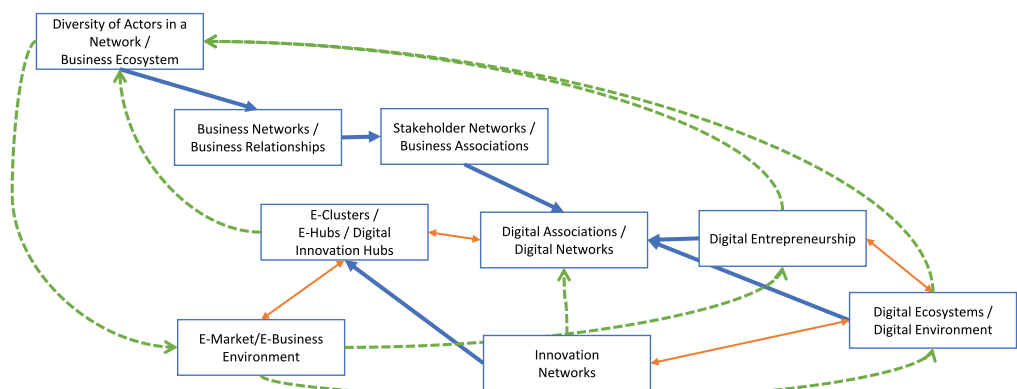 Diversity of Actors in a
Network /
Business Ecosystem
Business Networks /
Business Relationships
Stakeholder Networks /
Business Associations
E-Clusters /
E-Hubs / Digital
Innovation Hubs
Digital Associations /
Digital Networks
Digital Entrepreneurship
Digital Ecosystems /
Digital Environment
E-Market/E-Business
Environment
Innovation
Networks